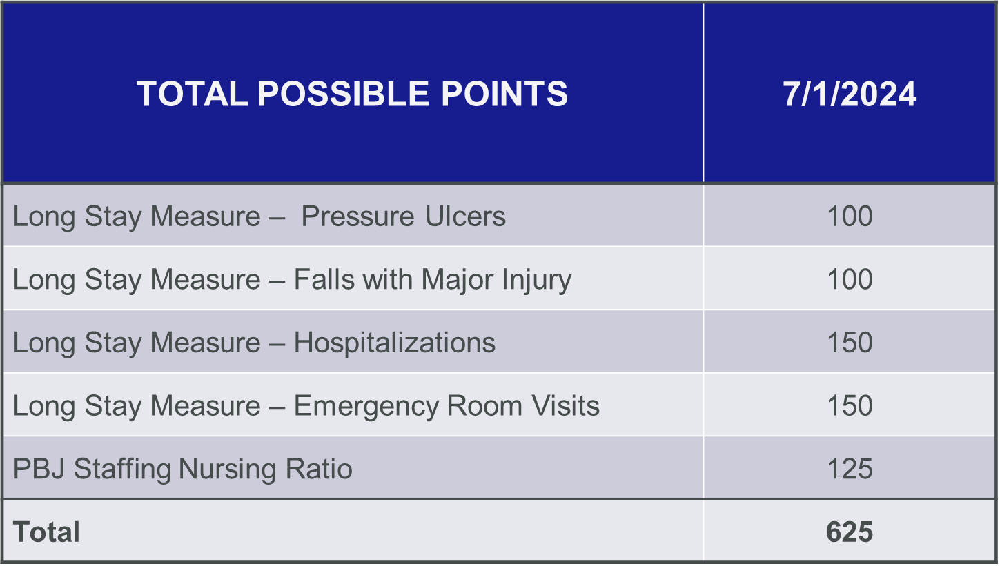 TOTAL POSSIBLE POINTS 7/1/2024
Long Stay Measure –  Pressure Ulcers 100
Long Stay Measure – Falls with Major Injury 100
Long Stay Measure – Hospitalizations 150
Long Stay Measure – Emergency Room Visits 150
PBJ Staffing Nursing Ratio 125
Total 625